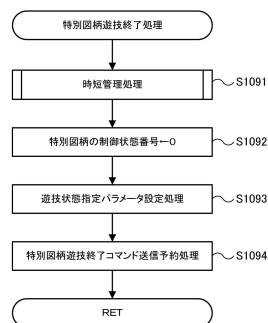 特別図柄遊技終了処理
時短管理処理
S1091
特別図柄の制御状態番号←0
S1092
遊技状態指定パラメータ設定処理
S1093
特別図柄遊技終了コマンド送信予約処理
S1094
RET